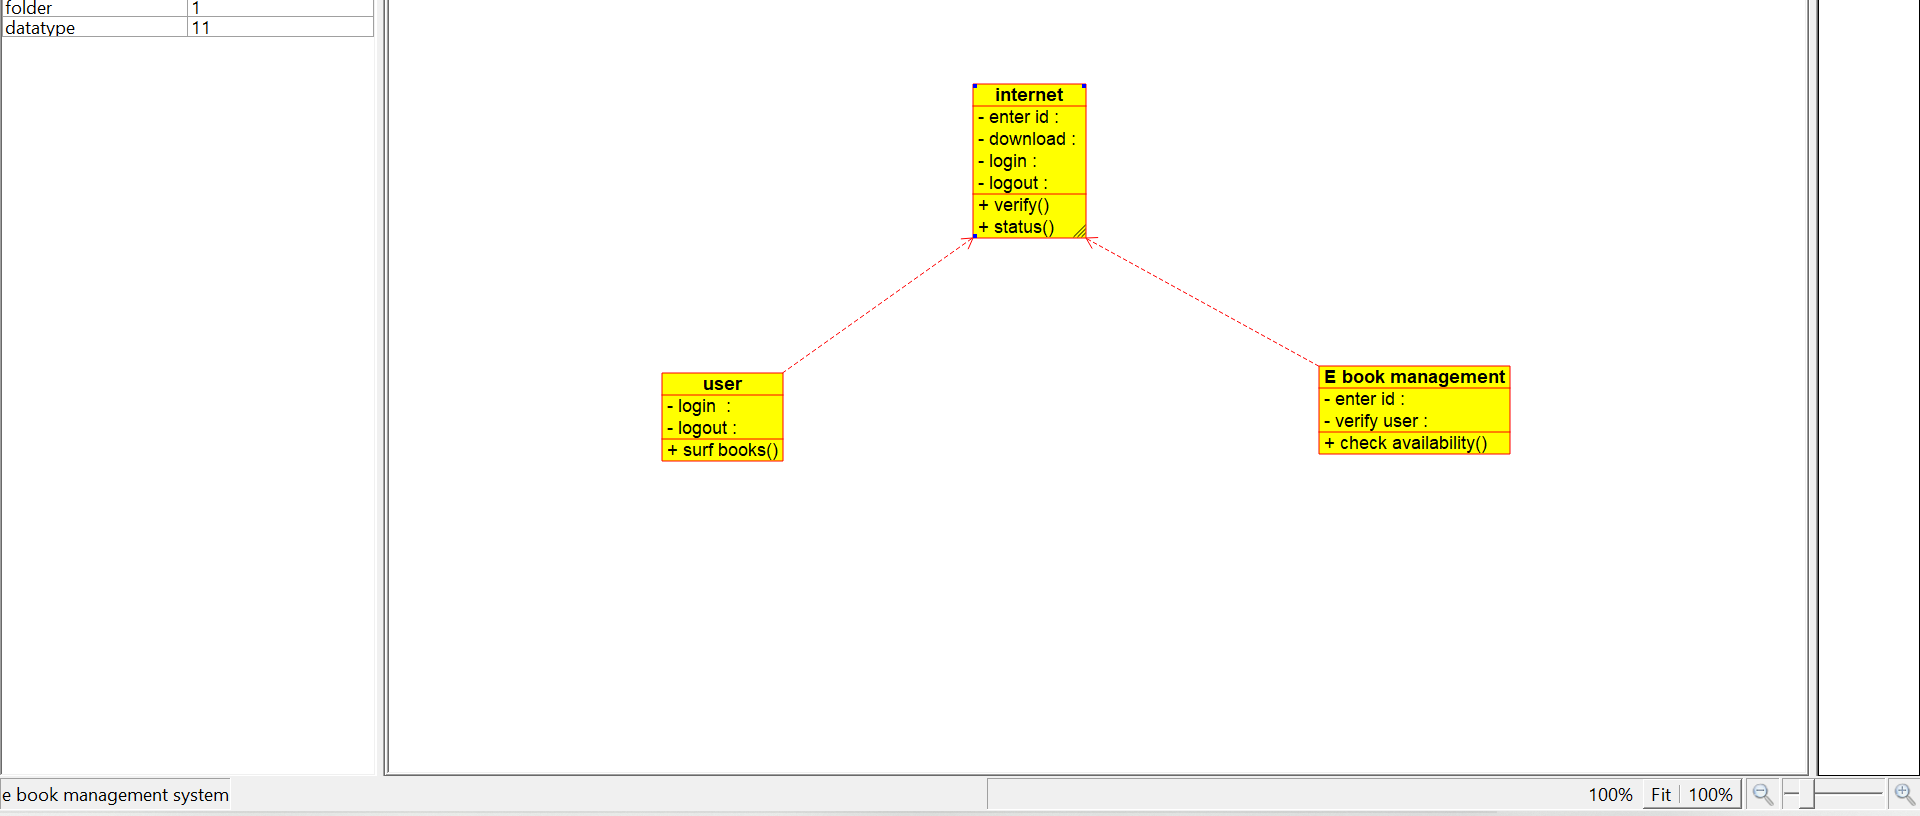 folder 1
datatype 11
internet
- enter id :
- download :
- login :
- logout :
+ verify()
+ status()
user
- login  :
- logout :
+ surf books()
E book management
- enter id :
- verify user :
+ check availability()
e book management system
100% Fit 100%